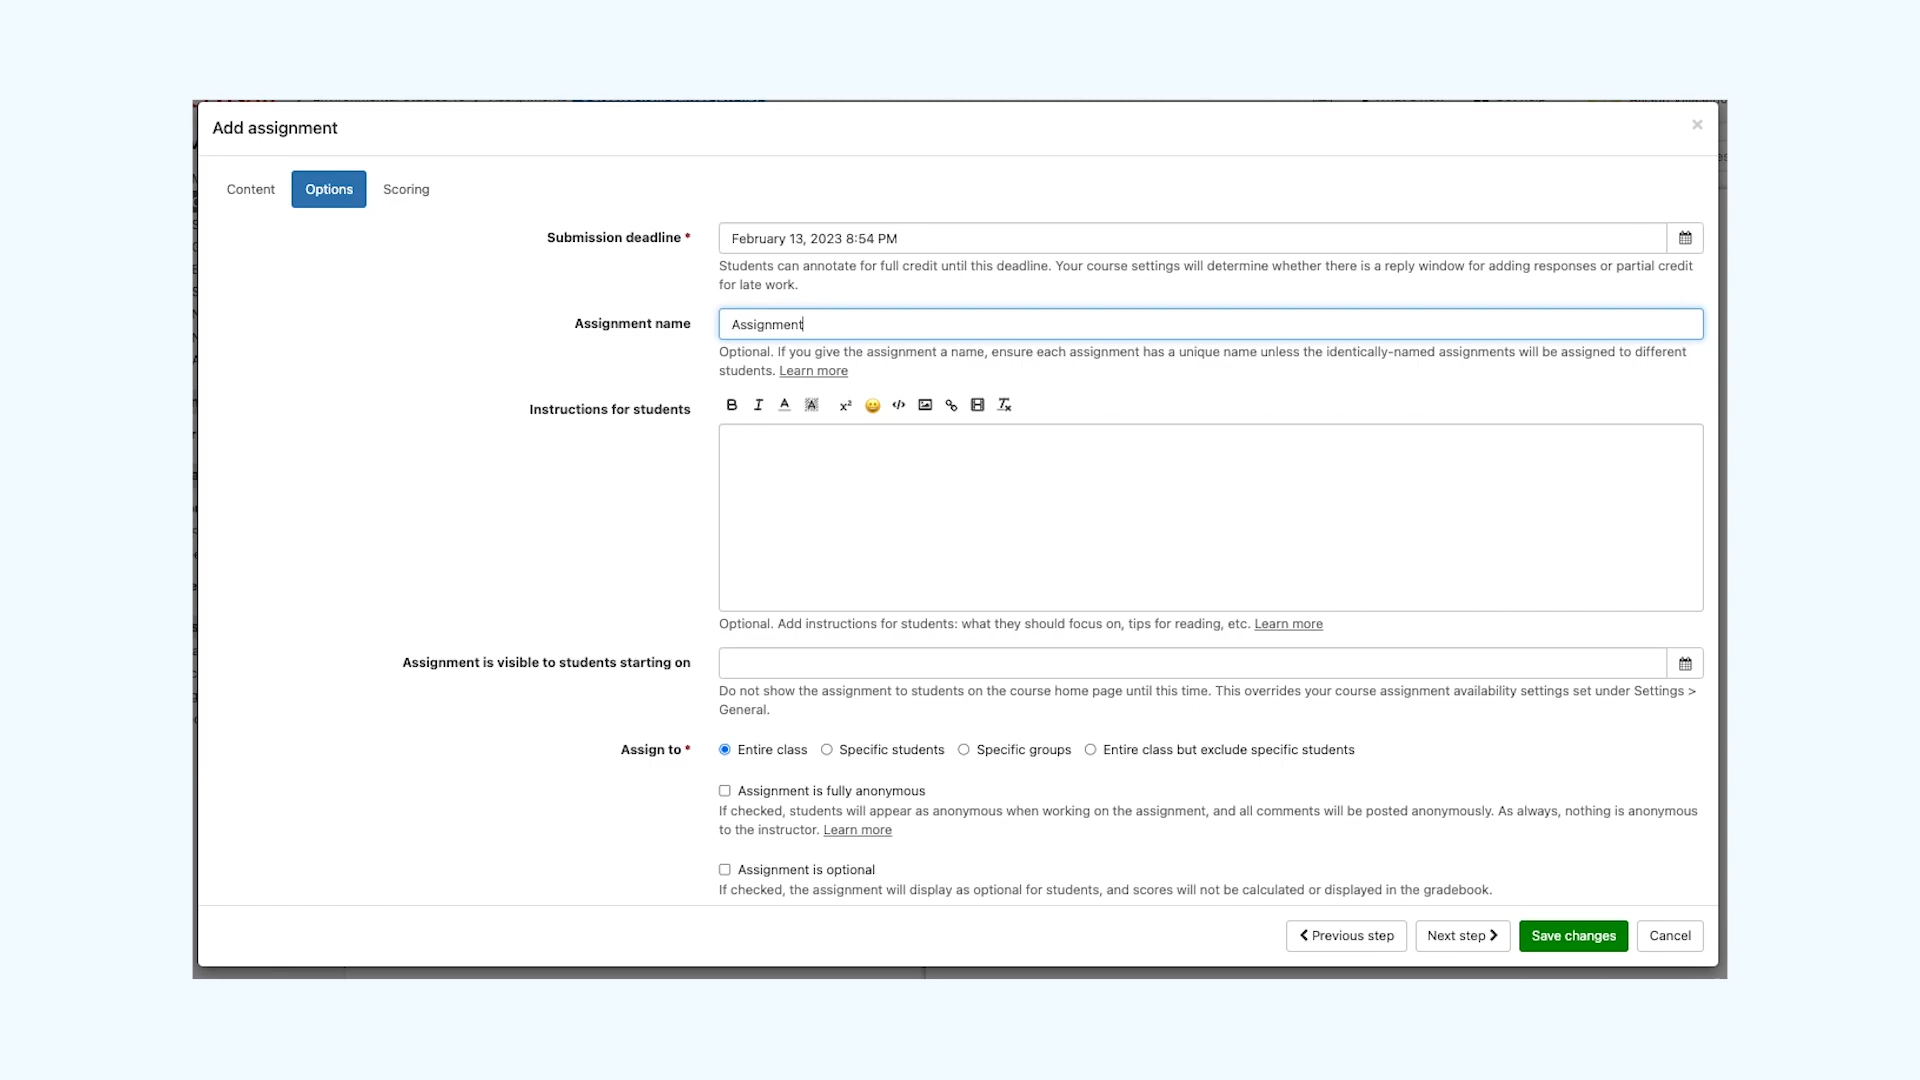 Add assignment
×
Content Options Scoring
Submission deadline * February 13, 2023 8:54 PM
Students can annotate for full credit until this deadline. Your course settings will determine whether there is a reply window for adding responses or partial credit
for late work.
Assignment name Assignment
Optional. If you give the assignment a name, ensure each assignment has a unique name unless the identically-named assignments will be assigned to different
students. Learn more
Instructions for students B I A A x² </> Tx
Optional. Add instructions for students: what they should focus on, tips for reading, etc. Learn more
Assignment is visible to students starting on
Do not show the assignment to students on the course home page until this time. This overrides your course assignment availability settings set under Settings >
General.
Assign to * Entire class Specific students Specific groups Entire class but exclude specific students
Assignment is fully anonymous
If checked, students will appear as anonymous when working on the assignment, and all comments will be posted anonymously. As always, nothing is anonymous
to the instructor. Learn more
Assignment is optional
If checked, the assignment will display as optional for students, and scores will not be calculated or displayed in the gradebook.
Previous step Next step Save changes Cancel